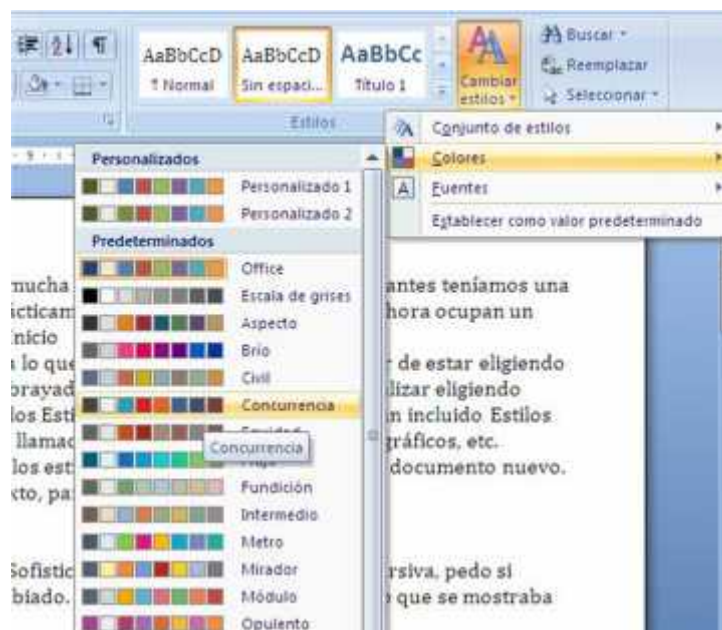 Buscar
Reemplazar
Seleccionar
AaBbCcD AaBbCcD AaBbCc
¶ Normal Sin espaci... Título 1
Cambiar estilos
Estilos
Conjunto de estilos
Colores
Fuentes
Establecer como valor predeterminado
Personalizados
Personalizado 1
Personalizado 2
Predeterminados
Office
Escala de grises
Aspecto
Brío
Civil
Concurrencia
Equidad
Concurrencia
Flujo
Fundición
Intermedio
Metro
Mirador
Módulo
Opulento
mucha antes teníamos una
ácticam hora ocupan un
nicio
a lo que r de estar eligiendo
brayad lizar eligiendo
los Esti n incluido Estilos
llamac gráficos, etc.
los est documento nuevo.
xto, pa
Sofistic rsiva, pedo si
biado. que se mostraba